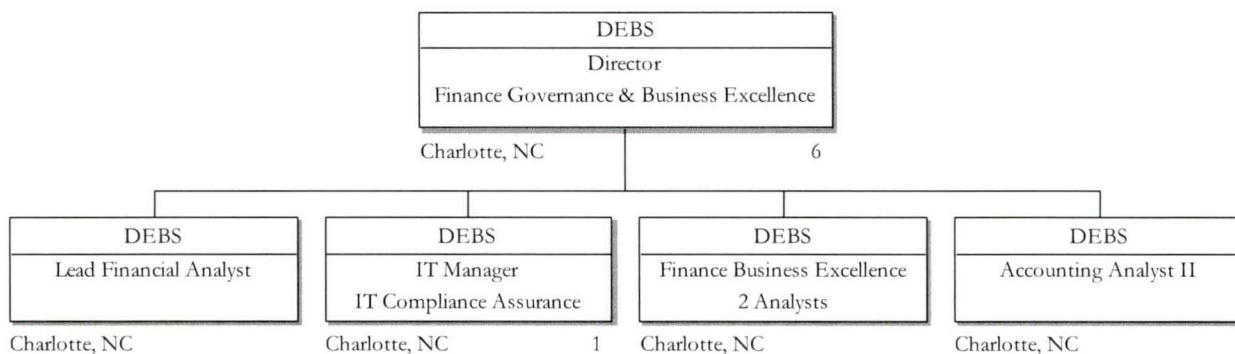 DEBS
Director
Finance Governance & Business Excellence
Charlotte, NC 6
DEBS
Lead Financial Analyst
Charlotte, NC
DEBS
IT Manager
IT Compliance Assurance
Charlotte, NC 1
DEBS
Finance Business Excellence
2 Analysts
Charlotte, NC
DEBS
Accounting Analyst II
Charlotte, NC